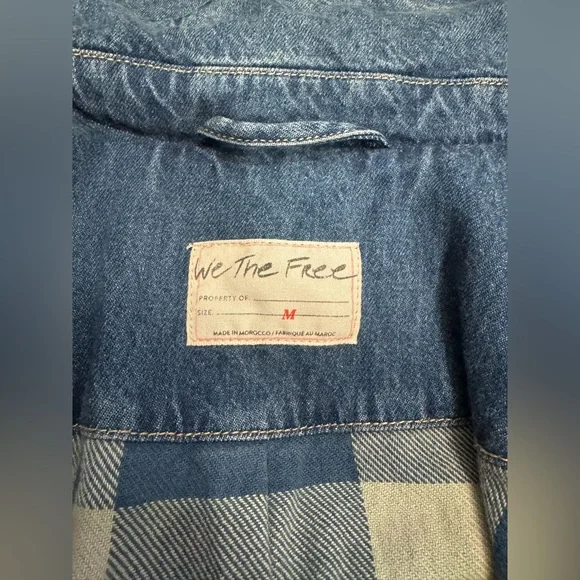 We The Free
PROPERTY OF
SIZE M
MADE IN MOROCCO / FABRIQUÉ AU MAROC